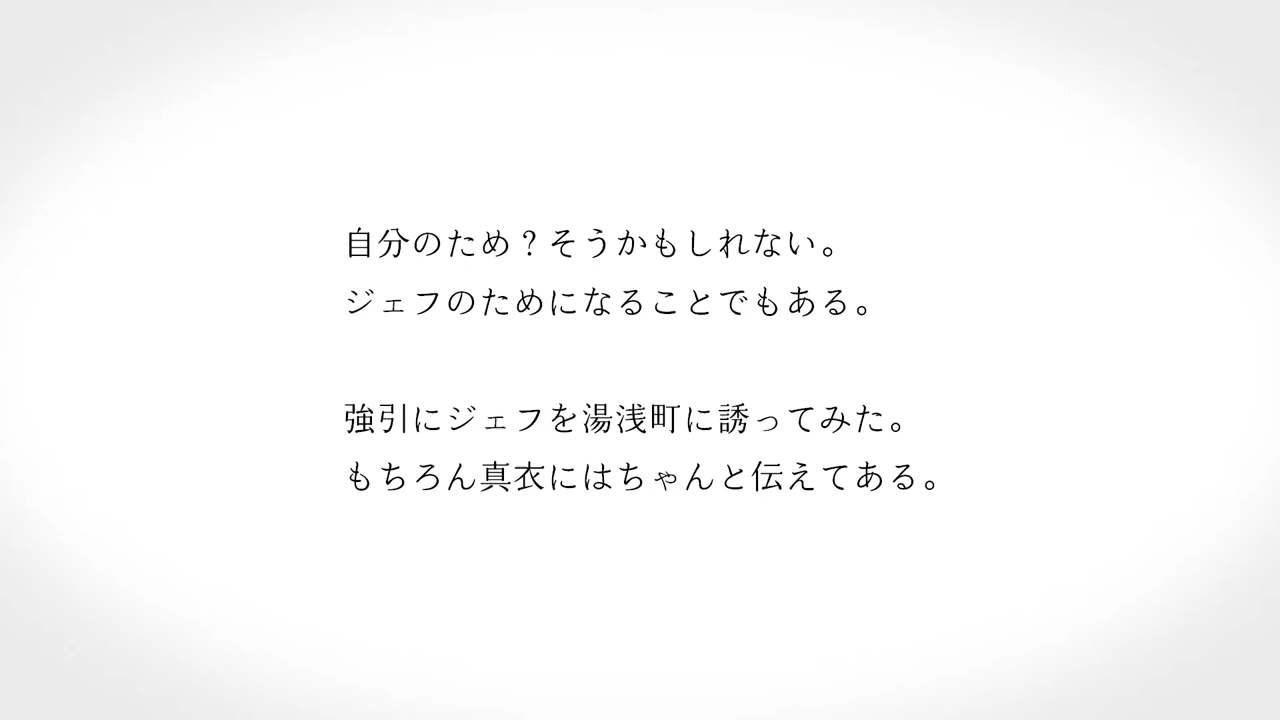 自分のため？そうかもしれない。
ジェフのためになることでもある。
強引にジェフを湯浅町に誘ってみた。
もちろん真衣にはちゃんと伝えてある。